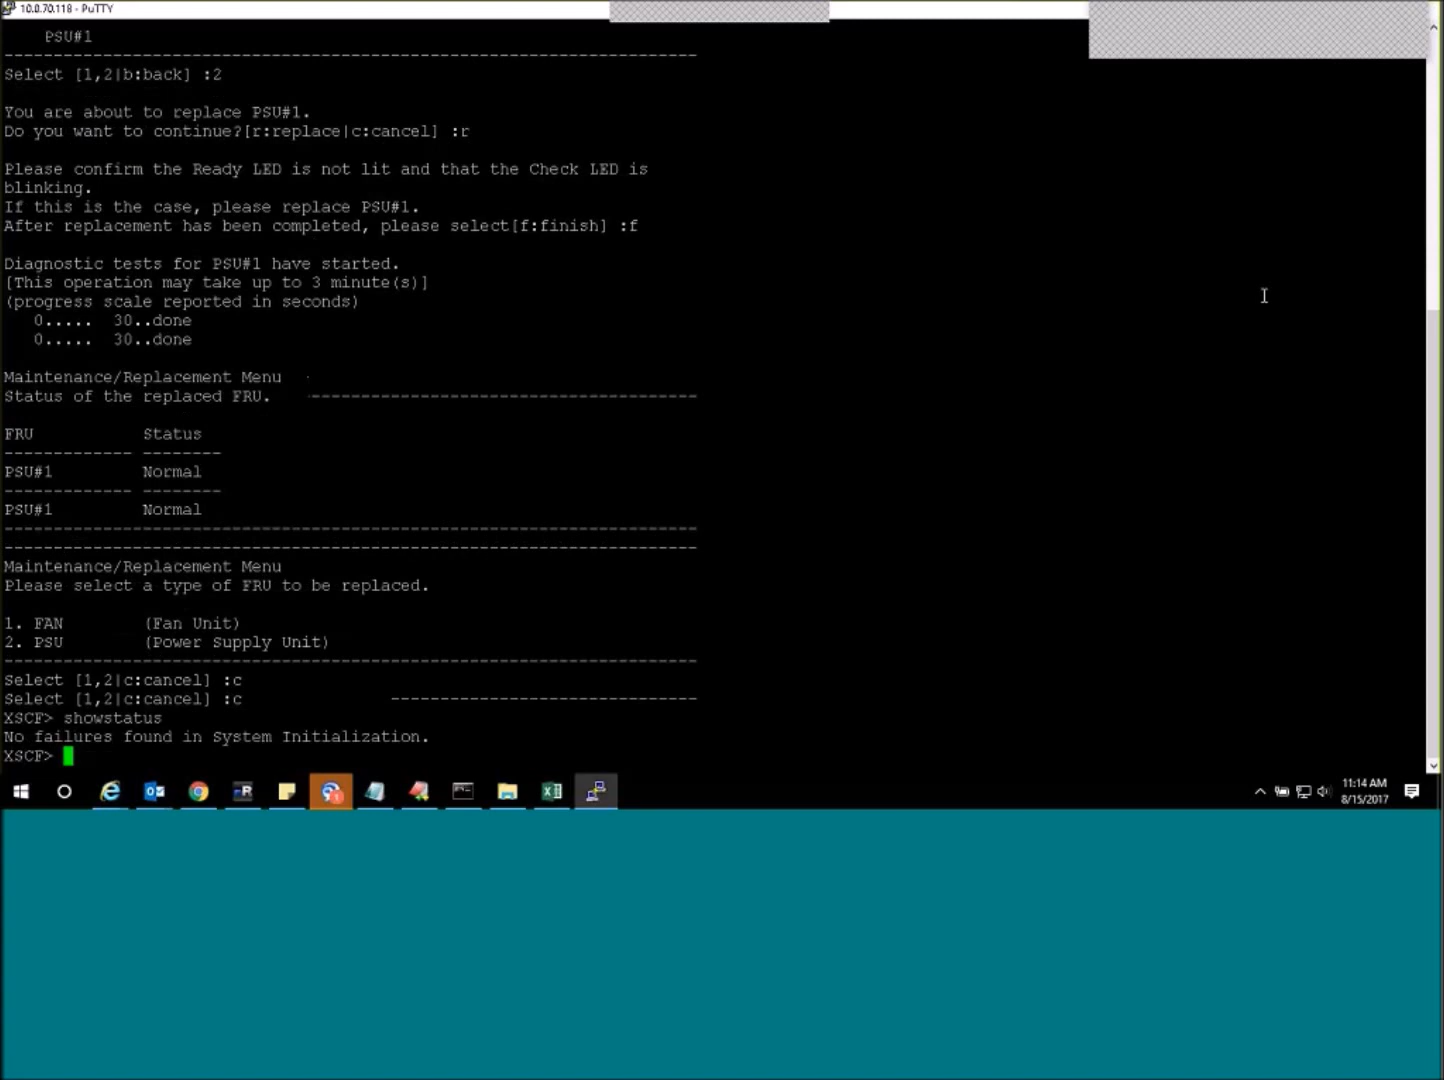 10.0.70.118 - PuTTY
PSU#1
-----------------------------------------------------------------------
Select [1,2|b:back] :2
You are about to replace PSU#1.
Do you want to continue?[r:replace|c:cancel] :r
Please confirm the Ready LED is not lit and that the Check LED is
blinking.
If this is the case, please replace PSU#1.
After replacement has been completed, please select[f:finish] :f
Diagnostic tests for PSU#1 have started.
[This operation may take up to 3 minute(s)]
(progress scale reported in seconds)
0..... 30..done
0..... 30..done
Maintenance/Replacement Menu
Status of the replaced FRU. ---------------------------------------
FRU Status
------------- --------
PSU#1 Normal
------------- --------
PSU#1 Normal
-----------------------------------------------------------------------
-----------------------------------------------------------------------
Maintenance/Replacement Menu
Please select a type of FRU to be replaced.
1. FAN (Fan Unit)
2. PSU (Power Supply Unit)
-----------------------------------------------------------------------
Select [1,2|c:cancel] :c
Select [1,2|c:cancel] :c -------------------------------
XSCF> showstatus
No failures found in System Initialization.
XSCF>
11:14 AM
8/15/2017